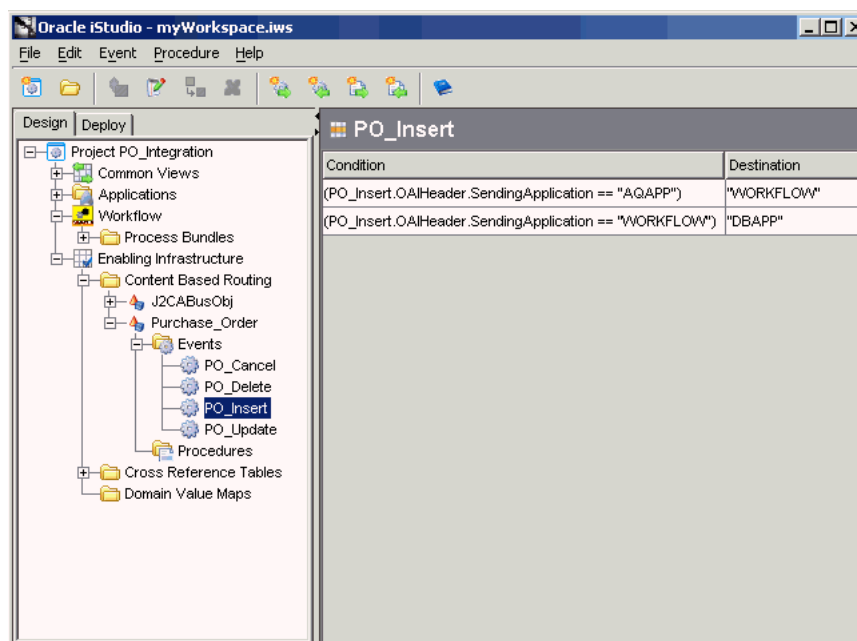 Oracle iStudio - myWorkspace.iws
File Edit Event Procedure Help
Design Deploy
Project PO_Integration
Common Views
Applications
Workflow
Process Bundles
Enabling Infrastructure
Content Based Routing
J2CABusObj
Purchase_Order
Events
PO_Cancel
PO_Delete
PO_Insert
PO_Update
Procedures
Cross Reference Tables
Domain Value Maps
PO_Insert
Condition Destination
(PO_Insert.OAIHeader.SendingApplication == "AQAPP") "WORKFLOW"
(PO_Insert.OAIHeader.SendingApplication == "WORKFLOW") "DBAPP"